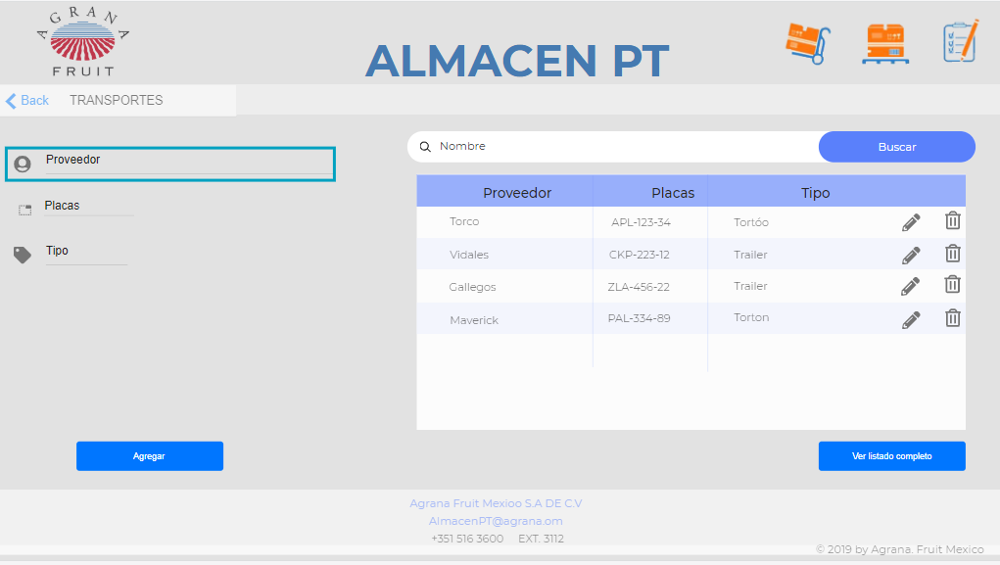 AGRANA
FRUIT
ALMACEN PT
Back TRANSPORTES
Proveedor
Placas
Tipo
Agregar
Nombre Buscar
Proveedor Placas Tipo
Torco APL-123-34 Tortóo
Vidales CKP-223-12 Trailer
Gallegos ZLA-456-22 Trailer
Maverick PAL-334-89 Torton
Ver listado completo
Agrana Fruit Mexioo S.A DE C.V
AlmacenPT@agrana.om
+351 516 3600 EXT. 3112
© 2019 by Agrana. Fruit Mexico